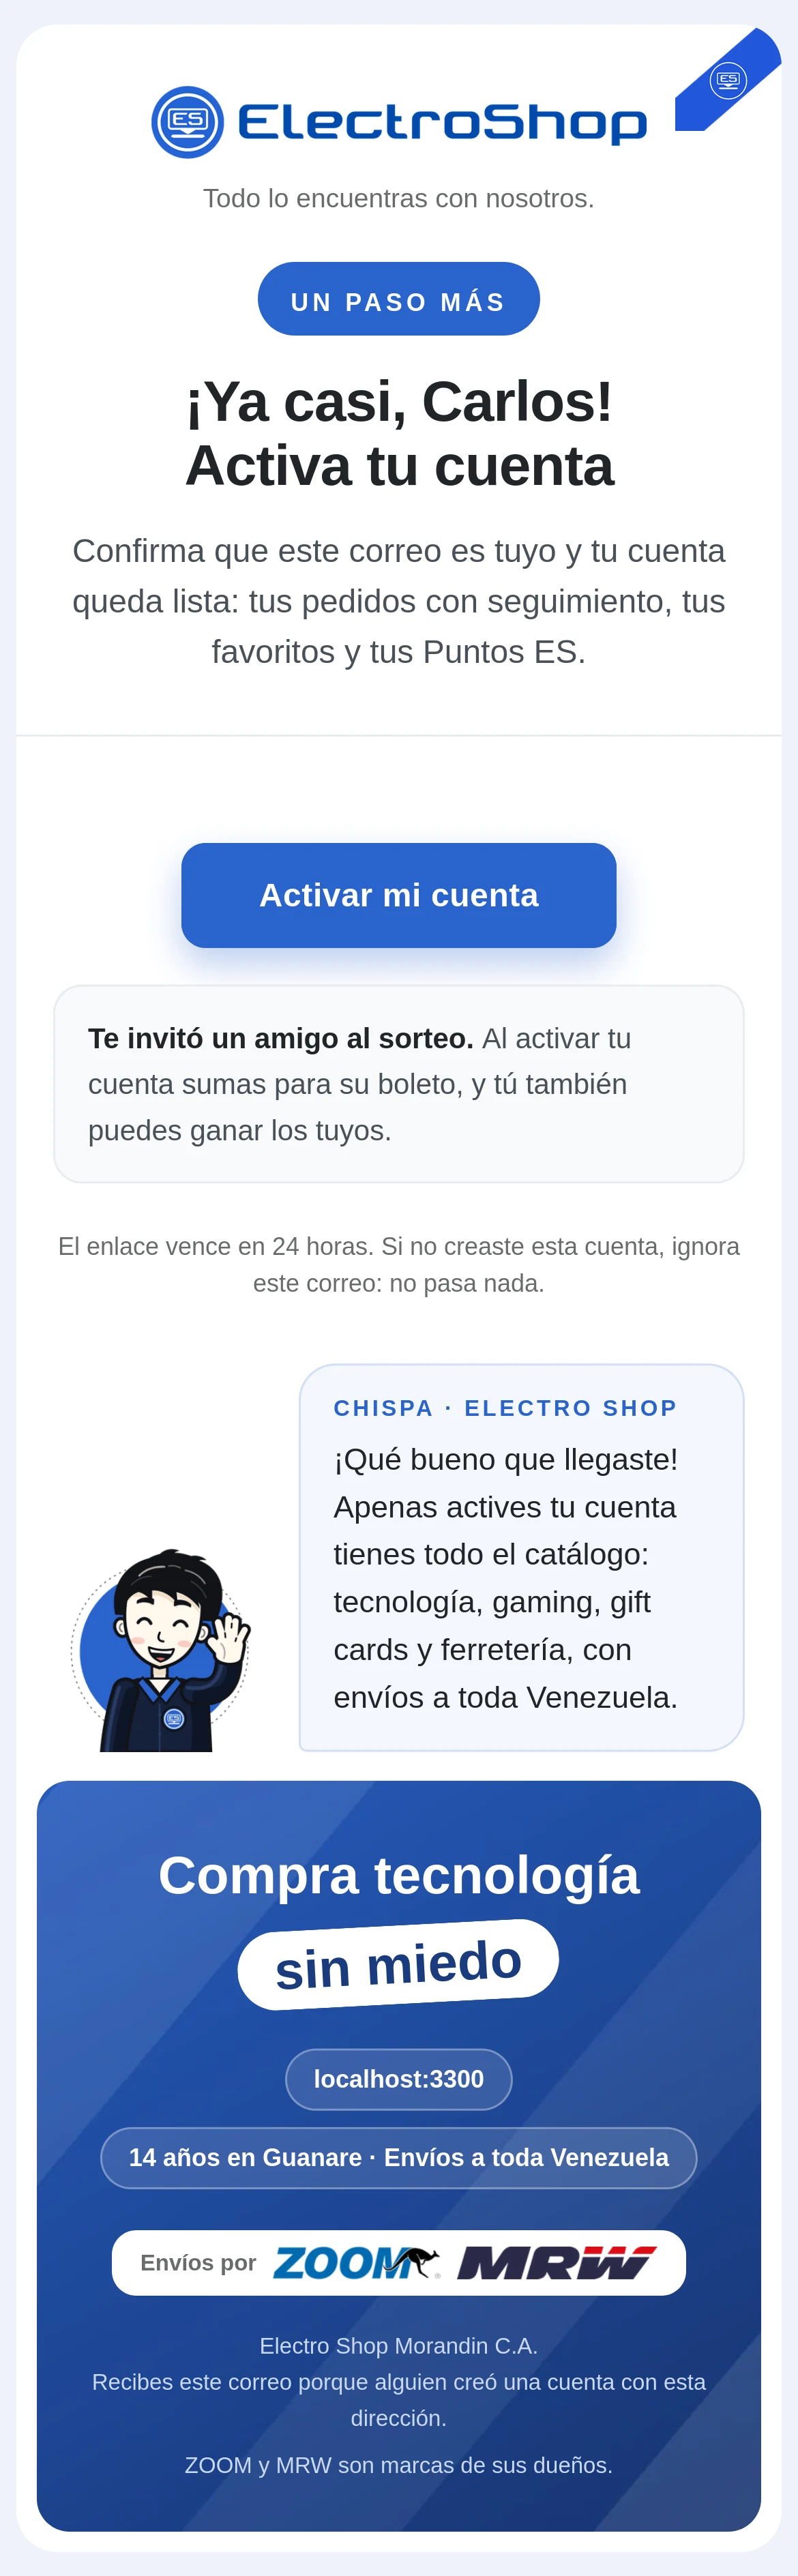 ES
ES ElectroShop
Todo lo encuentras con nosotros.
UN PASO MÁS
¡Ya casi, Carlos!
Activa tu cuenta
Confirma que este correo es tuyo y tu cuenta
queda lista: tus pedidos con seguimiento, tus
favoritos y tus Puntos ES.
Activar mi cuenta
Te invitó un amigo al sorteo. Al activar tu
cuenta sumas para su boleto, y tú también
puedes ganar los tuyos.
El enlace vence en 24 horas. Si no creaste esta cuenta, ignora
este correo: no pasa nada.
CHISPA · ELECTRO SHOP
¡Qué bueno que llegaste!
Apenas actives tu cuenta
tienes todo el catálogo:
tecnología, gaming, gift
cards y ferretería, con
envíos a toda Venezuela.
ES
Compra tecnología
sin miedo
localhost:3300
14 años en Guanare · Envíos a toda Venezuela
Envíos por ZOOM ® MRW
Electro Shop Morandin C.A.
Recibes este correo porque alguien creó una cuenta con esta
dirección.
ZOOM y MRW son marcas de sus dueños.